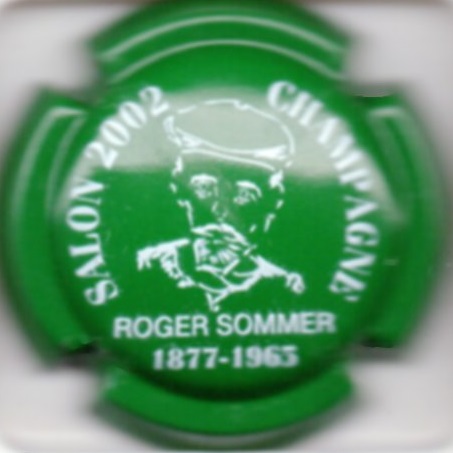 SALON 2002
CHAMPAGNE
ROGER SOMMER
1877-1965